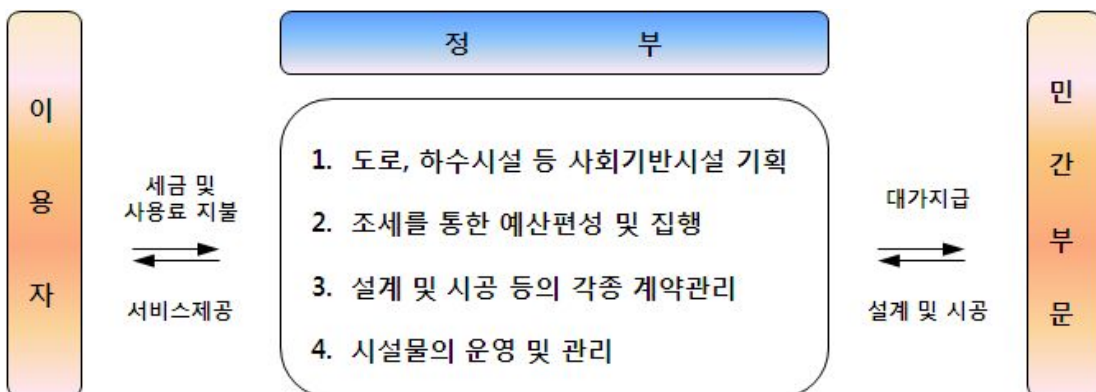 정 부
이용자
세금 및
사용료 지불
서비스제공
1. 도로, 하수시설 등 사회기반시설 기획
2. 조세를 통한 예산편성 및 집행
3. 설계 및 시공 등의 각종 계약관리
4. 시설물의 운영 및 관리
대가지급
설계 및 시공
민간부문